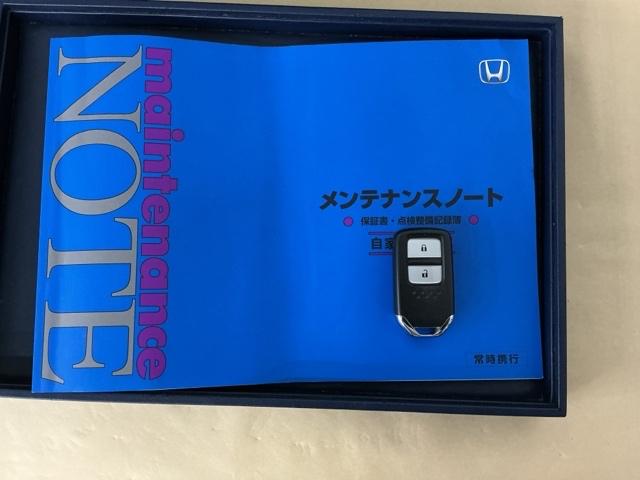 maintenance
NOTE
メンテナンスノート
保証書・点検整備記録簿
自家
常時携行